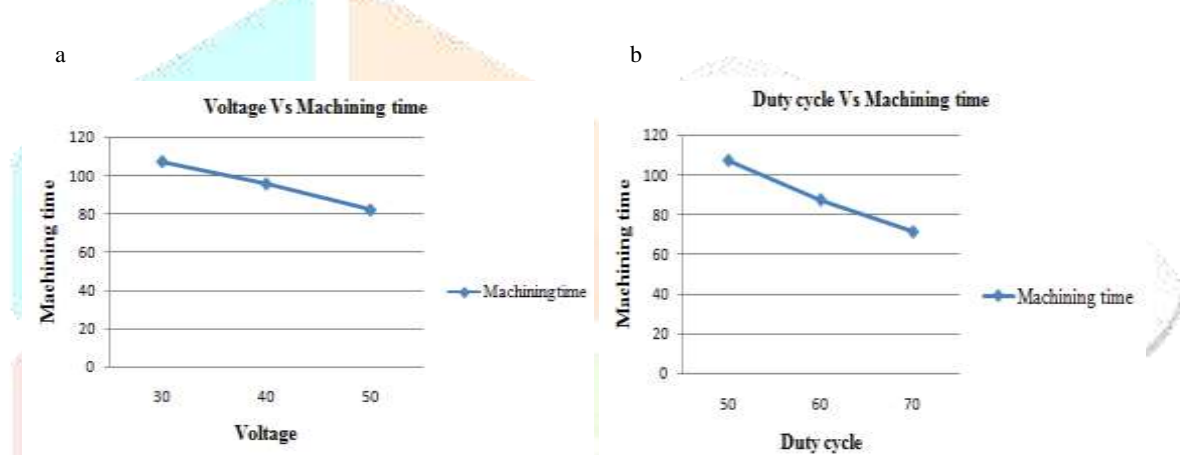 a
Voltage Vs Machining time
120
100
80
60
40
20
0
Machining time
30 40 50
Voltage
Machiningtime
b
Duty cycle Vs Machining time
120
100
80
60
40
20
0
Machining time
50 60 70
Duty cycle
Machining time